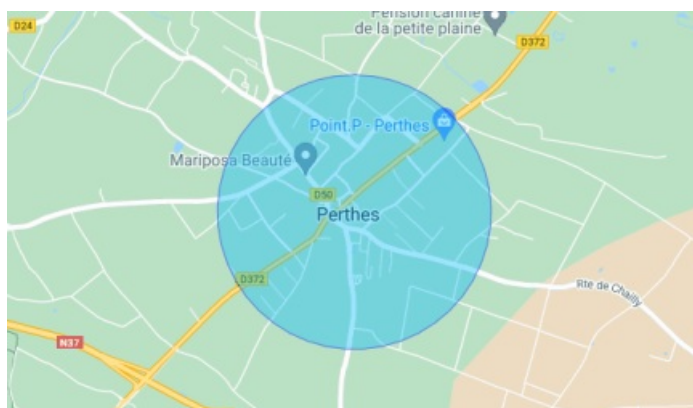 D24
Pension canine
de la petite plaine
D372
Point.P - Perthes
Mariposa Beauté
D50
Perthes
D372
Rte de Chailly
N37